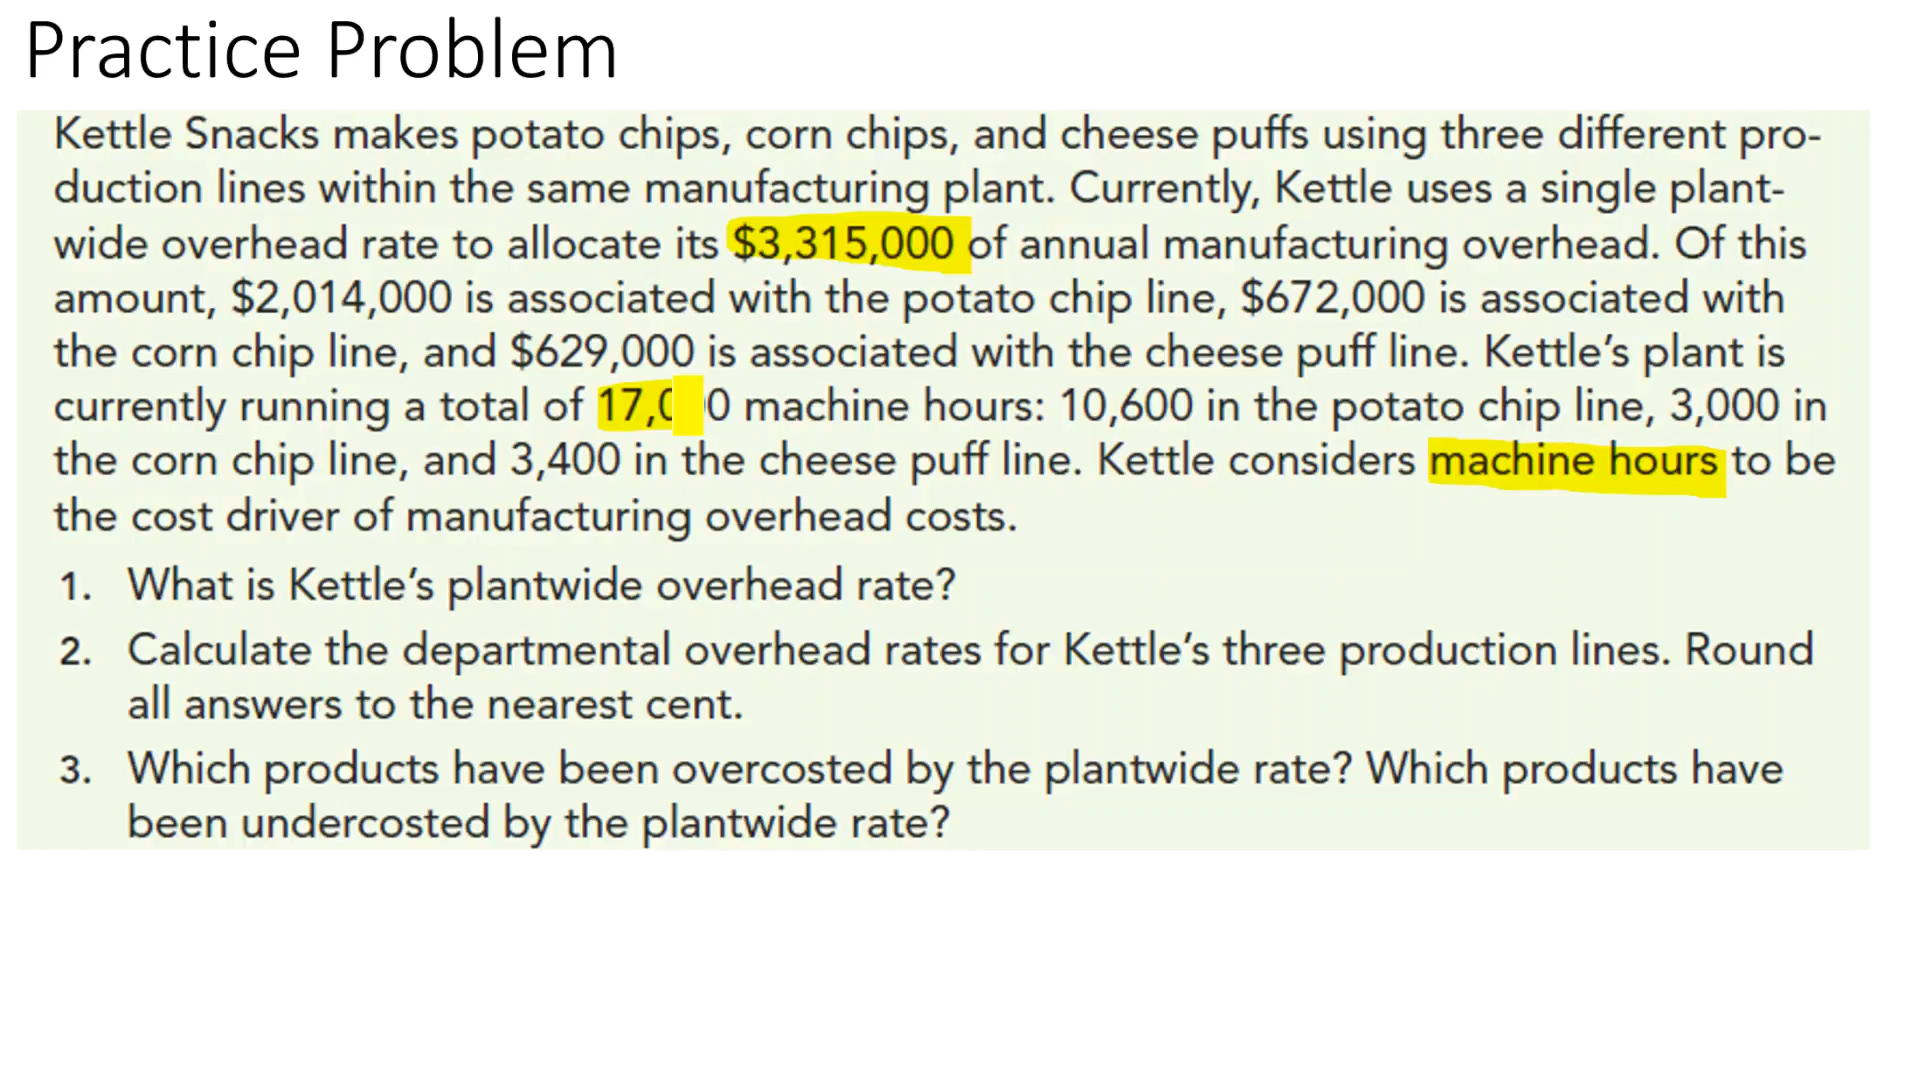 Practice Problem
Kettle Snacks makes potato chips, corn chips, and cheese puffs using three different pro-
duction lines within the same manufacturing plant. Currently, Kettle uses a single plant-
wide overhead rate to allocate its $3,315,000 of annual manufacturing overhead. Of this
amount, $2,014,000 is associated with the potato chip line, $672,000 is associated with
the corn chip line, and $629,000 is associated with the cheese puff line. Kettle's plant is
currently running a total of machine hours: 10,600 in the potato chip line, 3,000 in
the corn chip line, and 3,400 in the cheese puff line. Kettle considers machine hours to be
the cost driver of manufacturing overhead costs.
1. What is Kettle's plantwide overhead rate?
2. Calculate the departmental overhead rates for Kettle's three production lines. Round
all answers to the nearest cent.
3. Which products have been overcosted by the plantwide rate? Which products have
been undercosted by the plantwide rate?